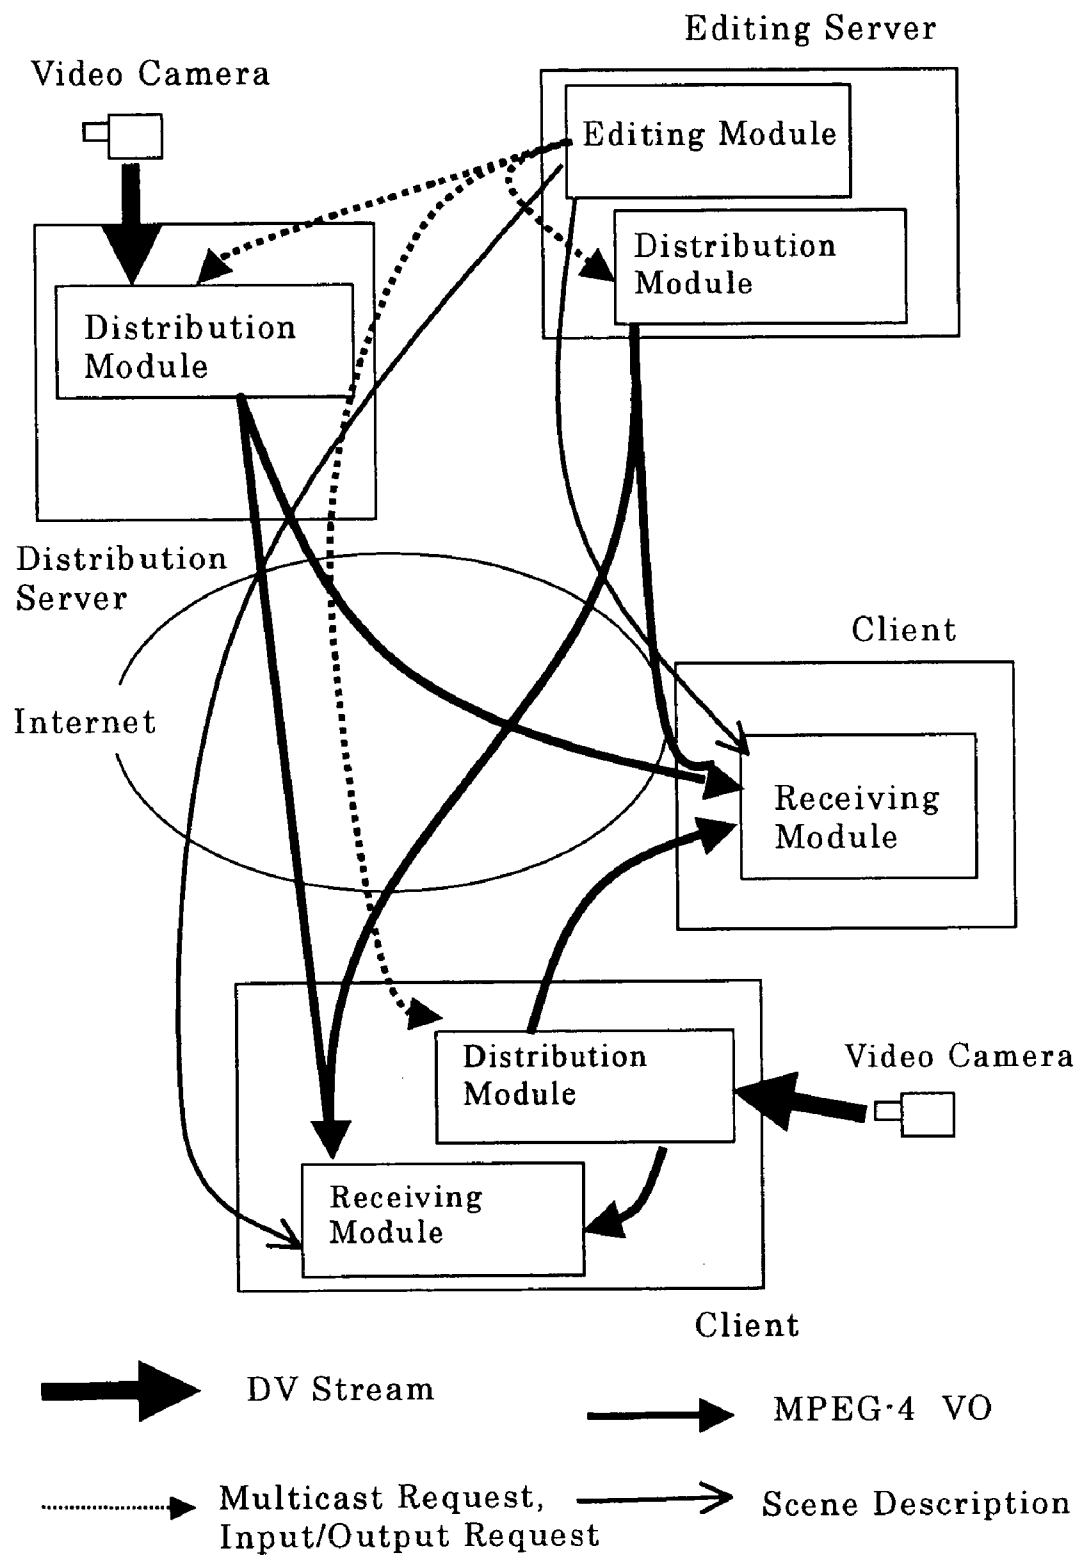 Editing Server
Video Camera
Editing Module
Distribution
Module
Distribution
Module
Distribution
Server
Client
Internet
Receiving
Module
Distribution
Module
Video Camera
Receiving
Module
Client
DV Stream
MPEG-4 VO
Multicast Request,
Input/Output Request
Scene Description